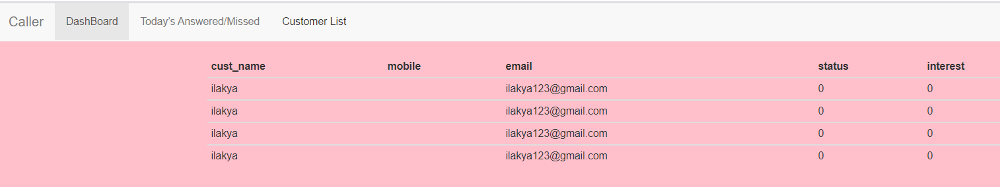 Caller DashBoard Today's Answered/Missed Customer List
cust_name mobile email status interest
ilakya ilakya123@gmail.com 0 0
ilakya ilakya123@gmail.com 0 0
ilakya ilakya123@gmail.com 0 0
ilakya ilakya123@gmail.com 0 0